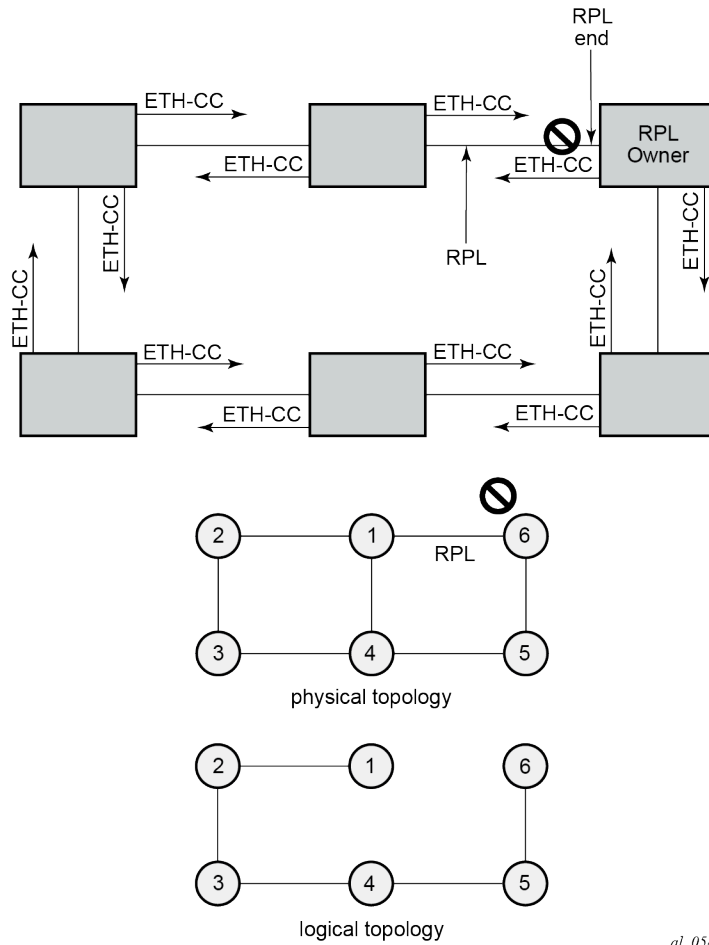 RPL
end
ETH-CC
ETH-CC
RPL
Owner
ETH-CC
ETH-CC
ETH-CC
ETH-CC
RPL
ETH-CC
ETH-CC
ETH-CC
ETH-CC
ETH-CC
ETH-CC
ETH-CC
2
1
6
RPL
3
4
5
physical topology
2
1
6
3
4
5
logical topology